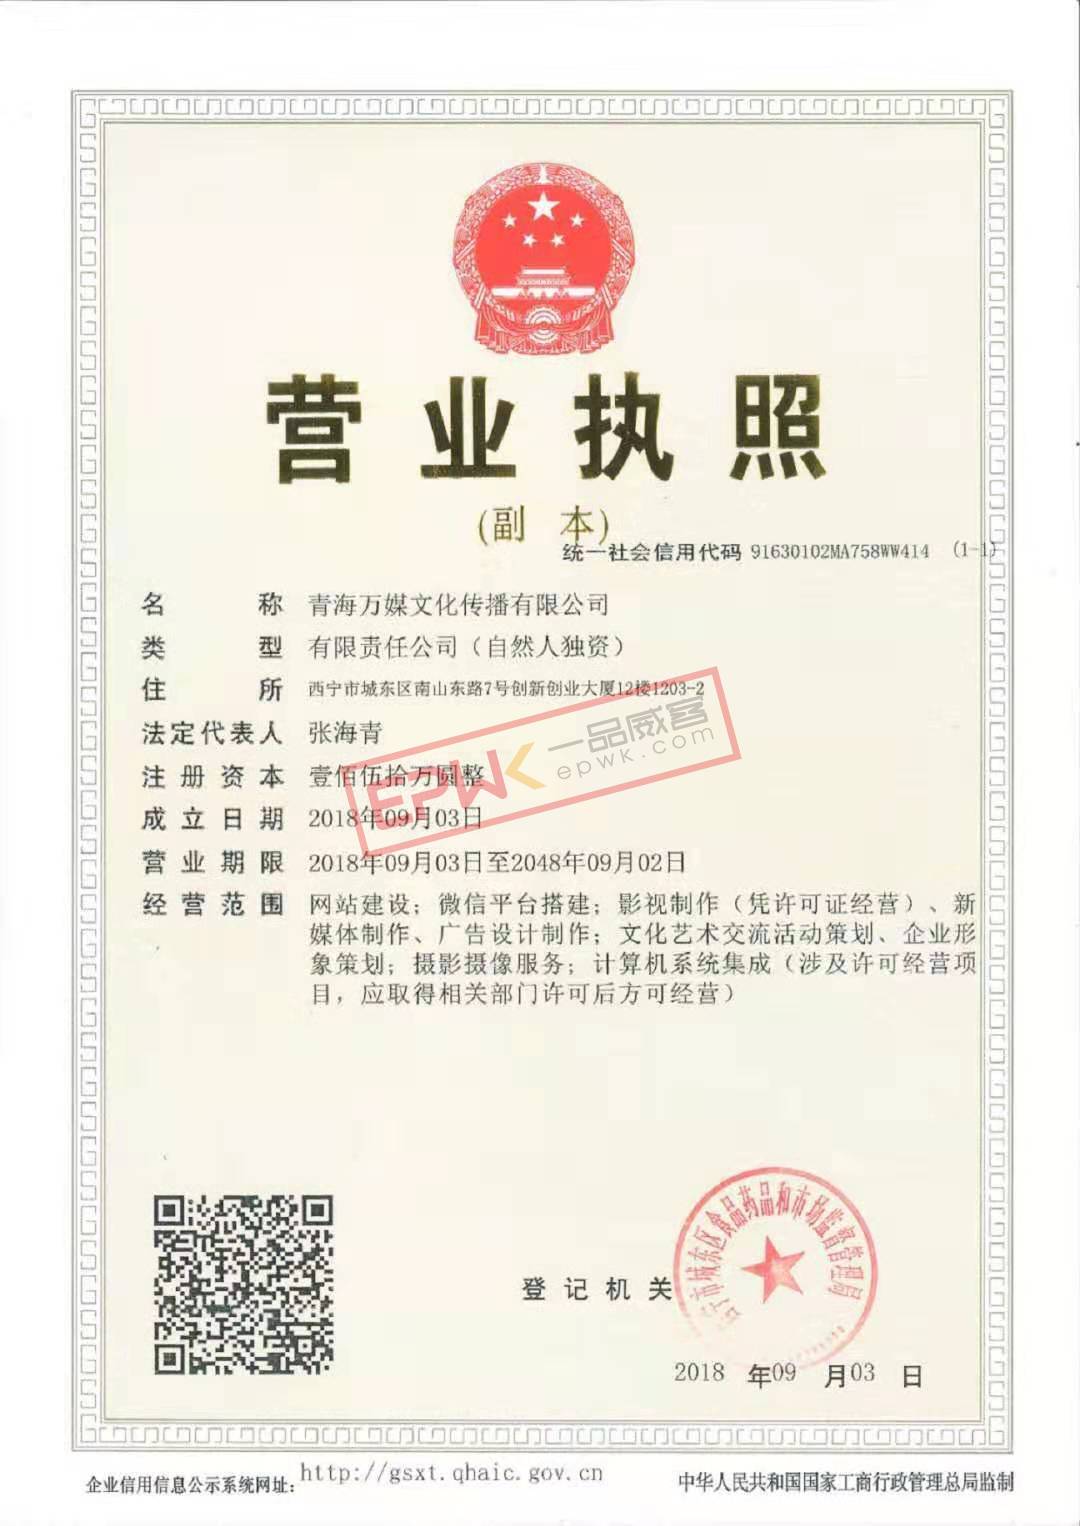 营业执照
(副 本)
统一社会信用代码 91630102MA758WW414 (1-1)
名 称 青海万媒文化传播有限公司
类 型 有限责任公司（自然人独资）
住 所 西宁市城东区南山东路7号创新创业大厦12楼1203-2
法定代表人 张海青
注册资本 壹佰伍拾万圆整
成立日期 2018年09月03日
营业期限 2018年09月03日至2048年09月02日
经营范围 网站建设；微信平台搭建；影视制作（凭许可证经营）、新
媒体制作、广告设计制作；文化艺术交流活动策划、企业形
象策划；摄影摄像服务；计算机系统集成（涉及许可经营项
目，应取得相关部门许可后方可经营）
EPWK 一品威客
epwk.com
登记机关
宁市城东区食品药品和市场监督管理局
2018 年09 月03 日
企业信用信息公示系统网址：http://gsxt.qhaic.gov.cn
中华人民共和国国家工商行政管理总局监制